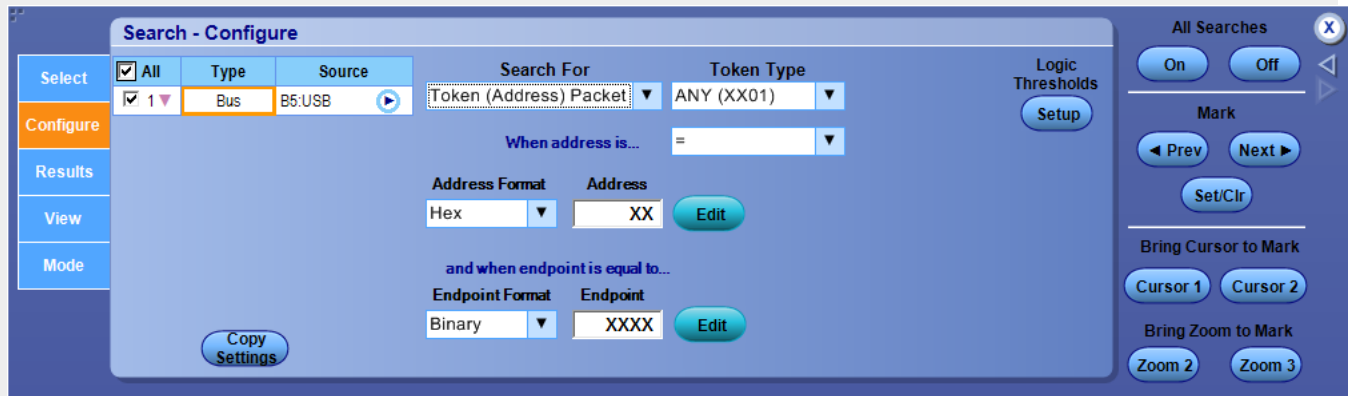 Search - Configure
Select
Configure
Results
View
Mode
All Type Source
1 Bus B5:USB
Copy
Settings
Search For Token Type
Token (Address) Packet ANY (XX01)
When address is... =
Address Format Address
Hex XX Edit
and when endpoint is equal to...
Endpoint Format Endpoint
Binary XXXX Edit
Logic
Thresholds
Setup
All Searches X
On Off
Mark
◄ Prev Next ►
Set/Clr
Bring Cursor to Mark
Cursor 1 Cursor 2
Bring Zoom to Mark
Zoom 2 Zoom 3